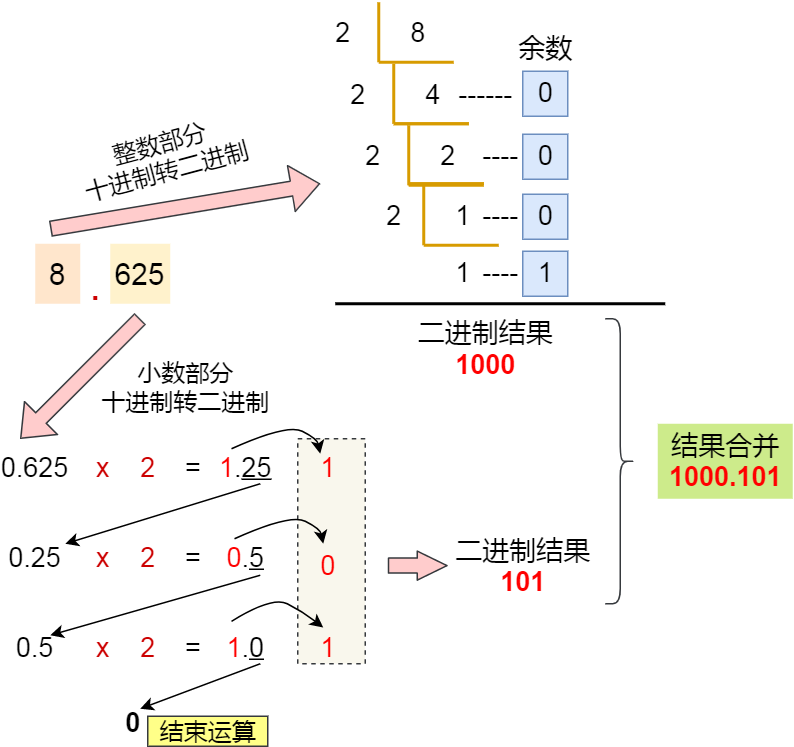 2 8
余数
2 4 ------ 0
2 2 ---- 0
2 1 ---- 0
1 ---- 1
整数部分
十进制转二进制
8 . 625
二进制结果
1000
小数部分
十进制转二进制
0.625 x 2 = 1.25 1
0.25 x 2 = 0.5 0
0.5 x 2 = 1.0 1
0 结束运算
二进制结果
101
结果合并
1000.101